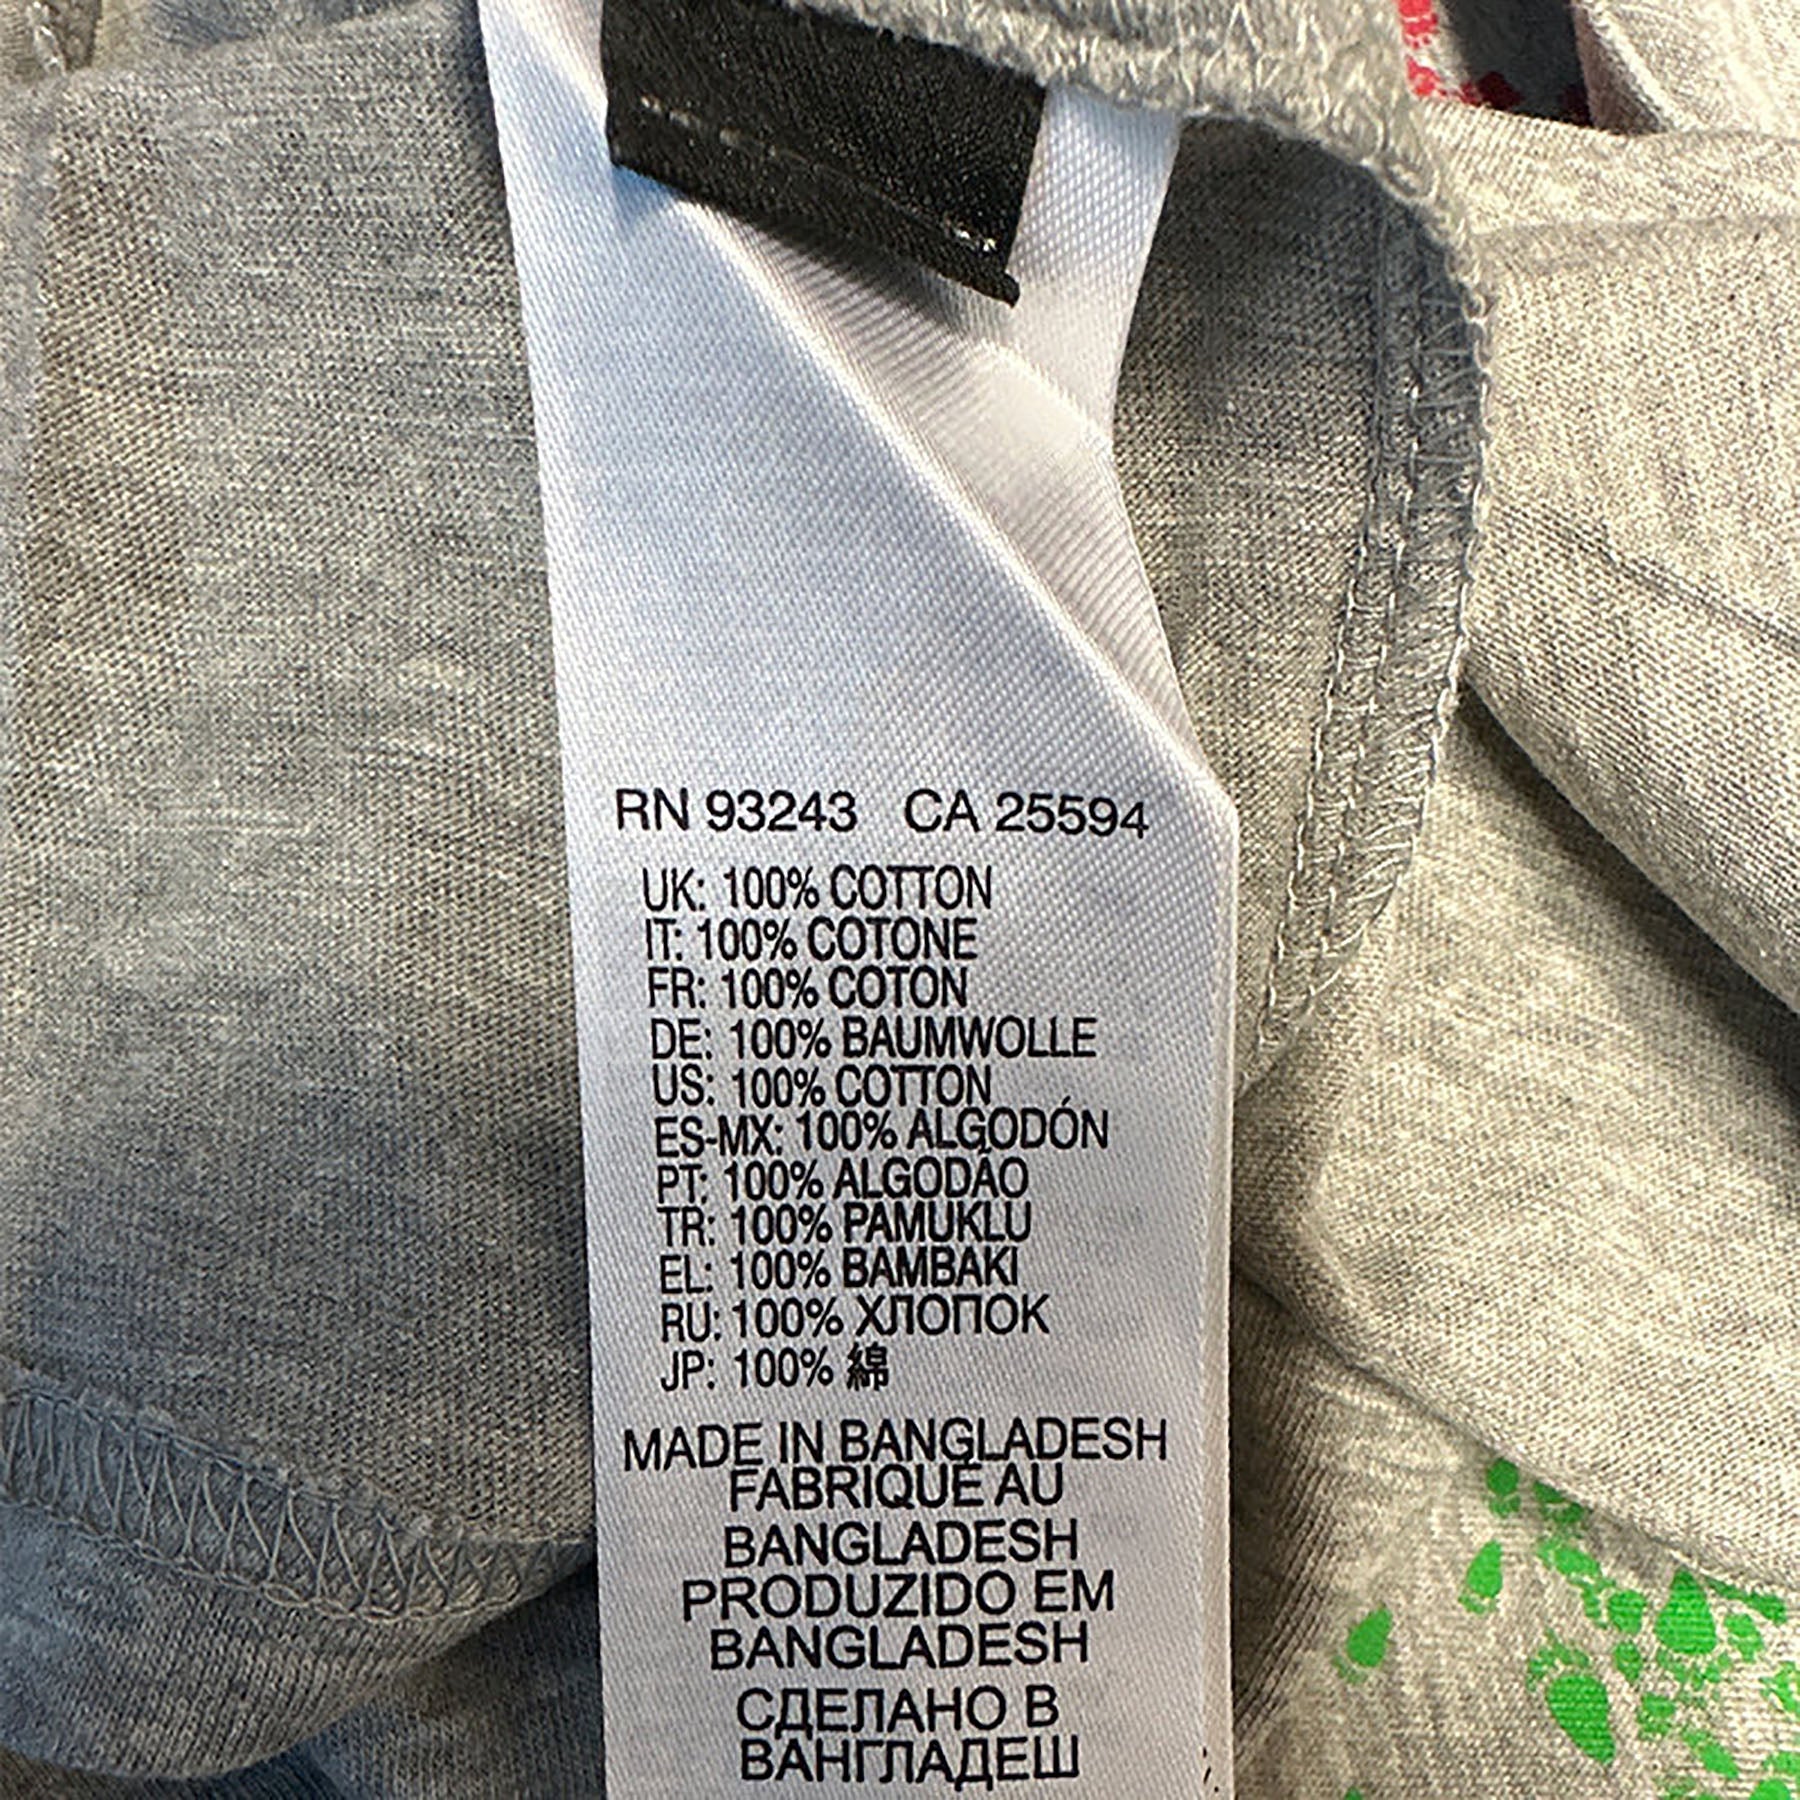 RN 93243 CA 25594
UK: 100% COTTON
IT: 100% COTONE
FR: 100% COTON
DE: 100% BAUMWOLLE
US: 100% COTTON
ES-MX: 100% ALGODÓN
PT: 100% ALGODÃO
TR: 100% PAMUKLU
EL: 100% BAMBAKI
RU: 100% ХЛОПОК
JP: 100% 綿
MADE IN BANGLADESH
FABRIQUÉ AU
BANGLADESH
PRODUZIDO EM
BANGLADESH
СДЕЛАНО В
ВАНГЛАДЕШ